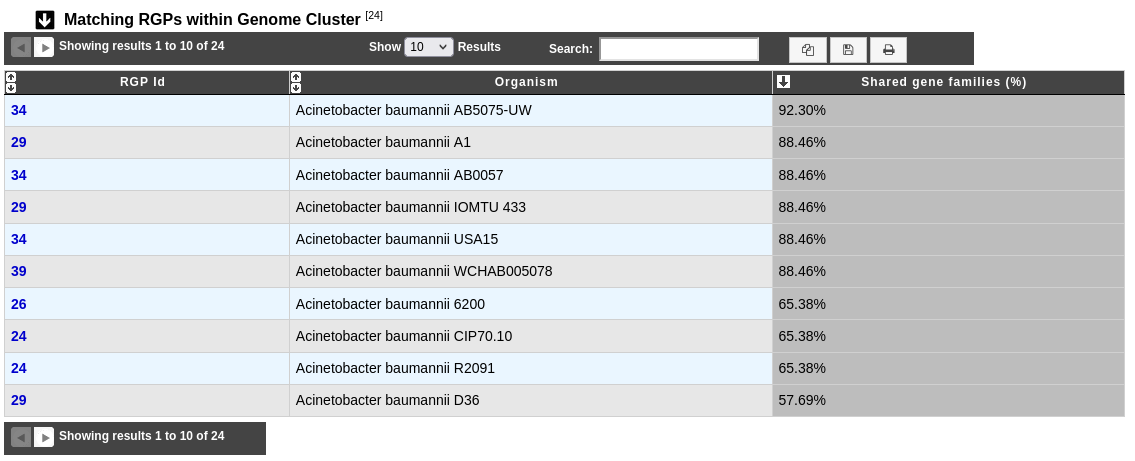 Matching RGPs within Genome Cluster [24]
Showing results 1 to 10 of 24 Show 10 Results Search:
RGP Id Organism Shared gene families (%)
34 Acinetobacter baumannii AB5075-UW 92.30%
29 Acinetobacter baumannii A1 88.46%
34 Acinetobacter baumannii AB0057 88.46%
29 Acinetobacter baumannii IOMTU 433 88.46%
34 Acinetobacter baumannii USA15 88.46%
39 Acinetobacter baumannii WCHAB005078 88.46%
26 Acinetobacter baumannii 6200 65.38%
24 Acinetobacter baumannii CIP70.10 65.38%
24 Acinetobacter baumannii R2091 65.38%
29 Acinetobacter baumannii D36 57.69%
Showing results 1 to 10 of 24